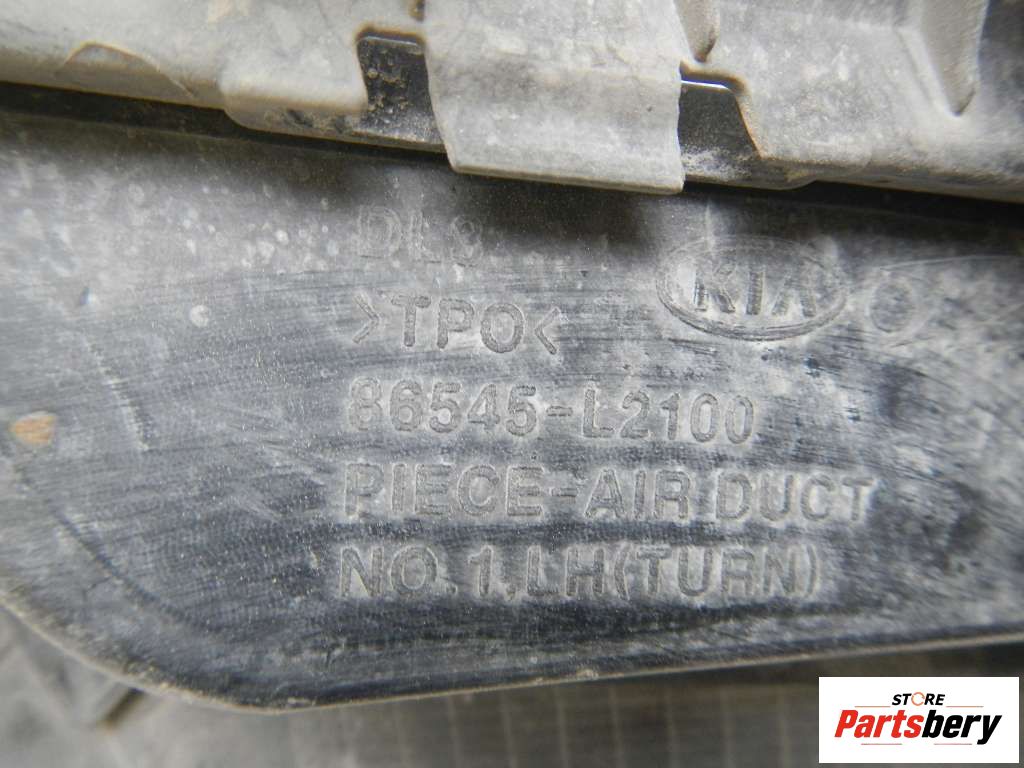 DL3
KIA
>TPO<
86545-L2100
PIECE-AIR DUCT
NO.1,LH(TURN)
STORE
Partsbery